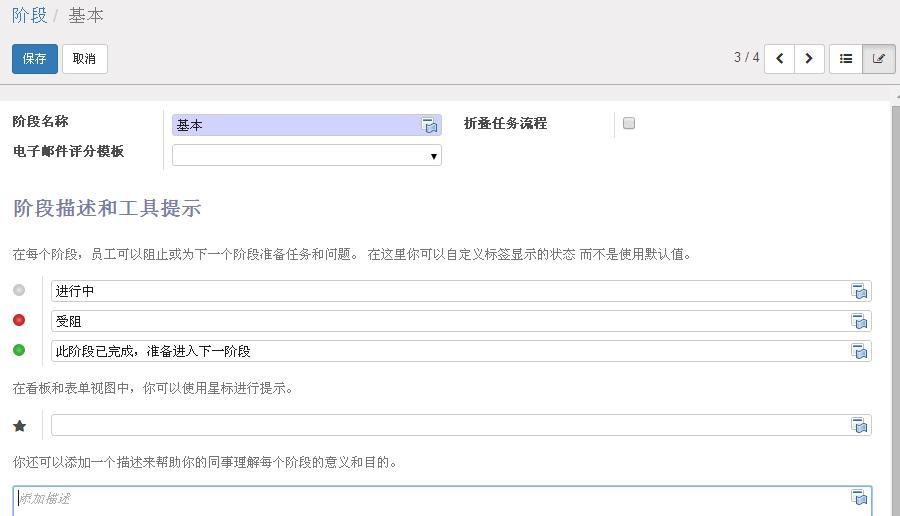 阶段 / 基本
保存 取消 3 / 4
阶段名称 基本 折叠任务流程
电子邮件评分模板
阶段描述和工具提示
在每个阶段，员工可以阻止或为下一个阶段准备任务和问题。 在这里你可以自定义标签显示的状态 而不是使用默认值。
进行中
受阻
此阶段已完成，准备进入下一阶段
在看板和表单视图中，你可以使用星标进行提示。
你还可以添加一个描述来帮助你的同事理解每个阶段的意义和目的。
添加描述